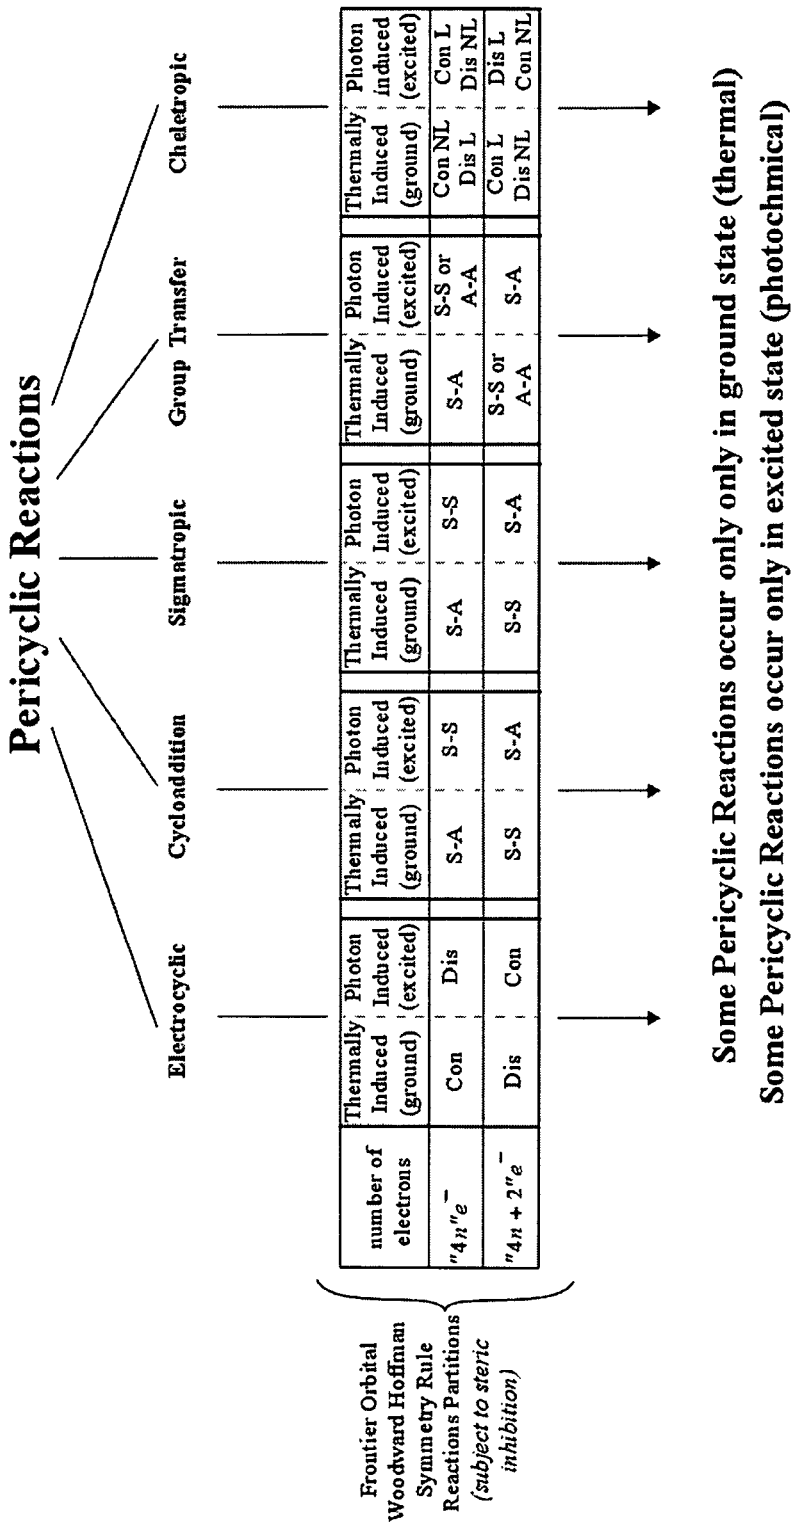 Pericyclic Reactions
Electrocyclic
Cycloaddition
Sigmatropic
Group Transfer
Cheletropic
Frontier Orbital
Woodward Hoffman
Symmetry Rule
Reactions Partitions
(subject to steric
inhibition)
number of
electrons
Thermally
Induced
(ground)
Photon
Induced
(excited)
Thermally
Induced
(ground)
Photon
Induced
(excited)
Thermally
Induced
(ground)
Photon
Induced
(excited)
Thermally
Induced
(ground)
Photon
Induced
(excited)
Thermally
Induced
(ground)
Photon
induced
(excited)
"4n"e⁻
Con
Dis
S-A
S-S
S-A
S-S
S-A
S-S or
A-A
Con NL
Dis L
Con L
Dis NL
"4n + 2"e⁻
Dis
Con
S-S
S-A
S-S
S-A
S-S or
A-A
S-A
Con L
Dis NL
Dis L
Con NL
Some Pericyclic Reactions occur only only in ground state (thermal)
Some Pericyclic Reactions occur only in excited state (photochmical)